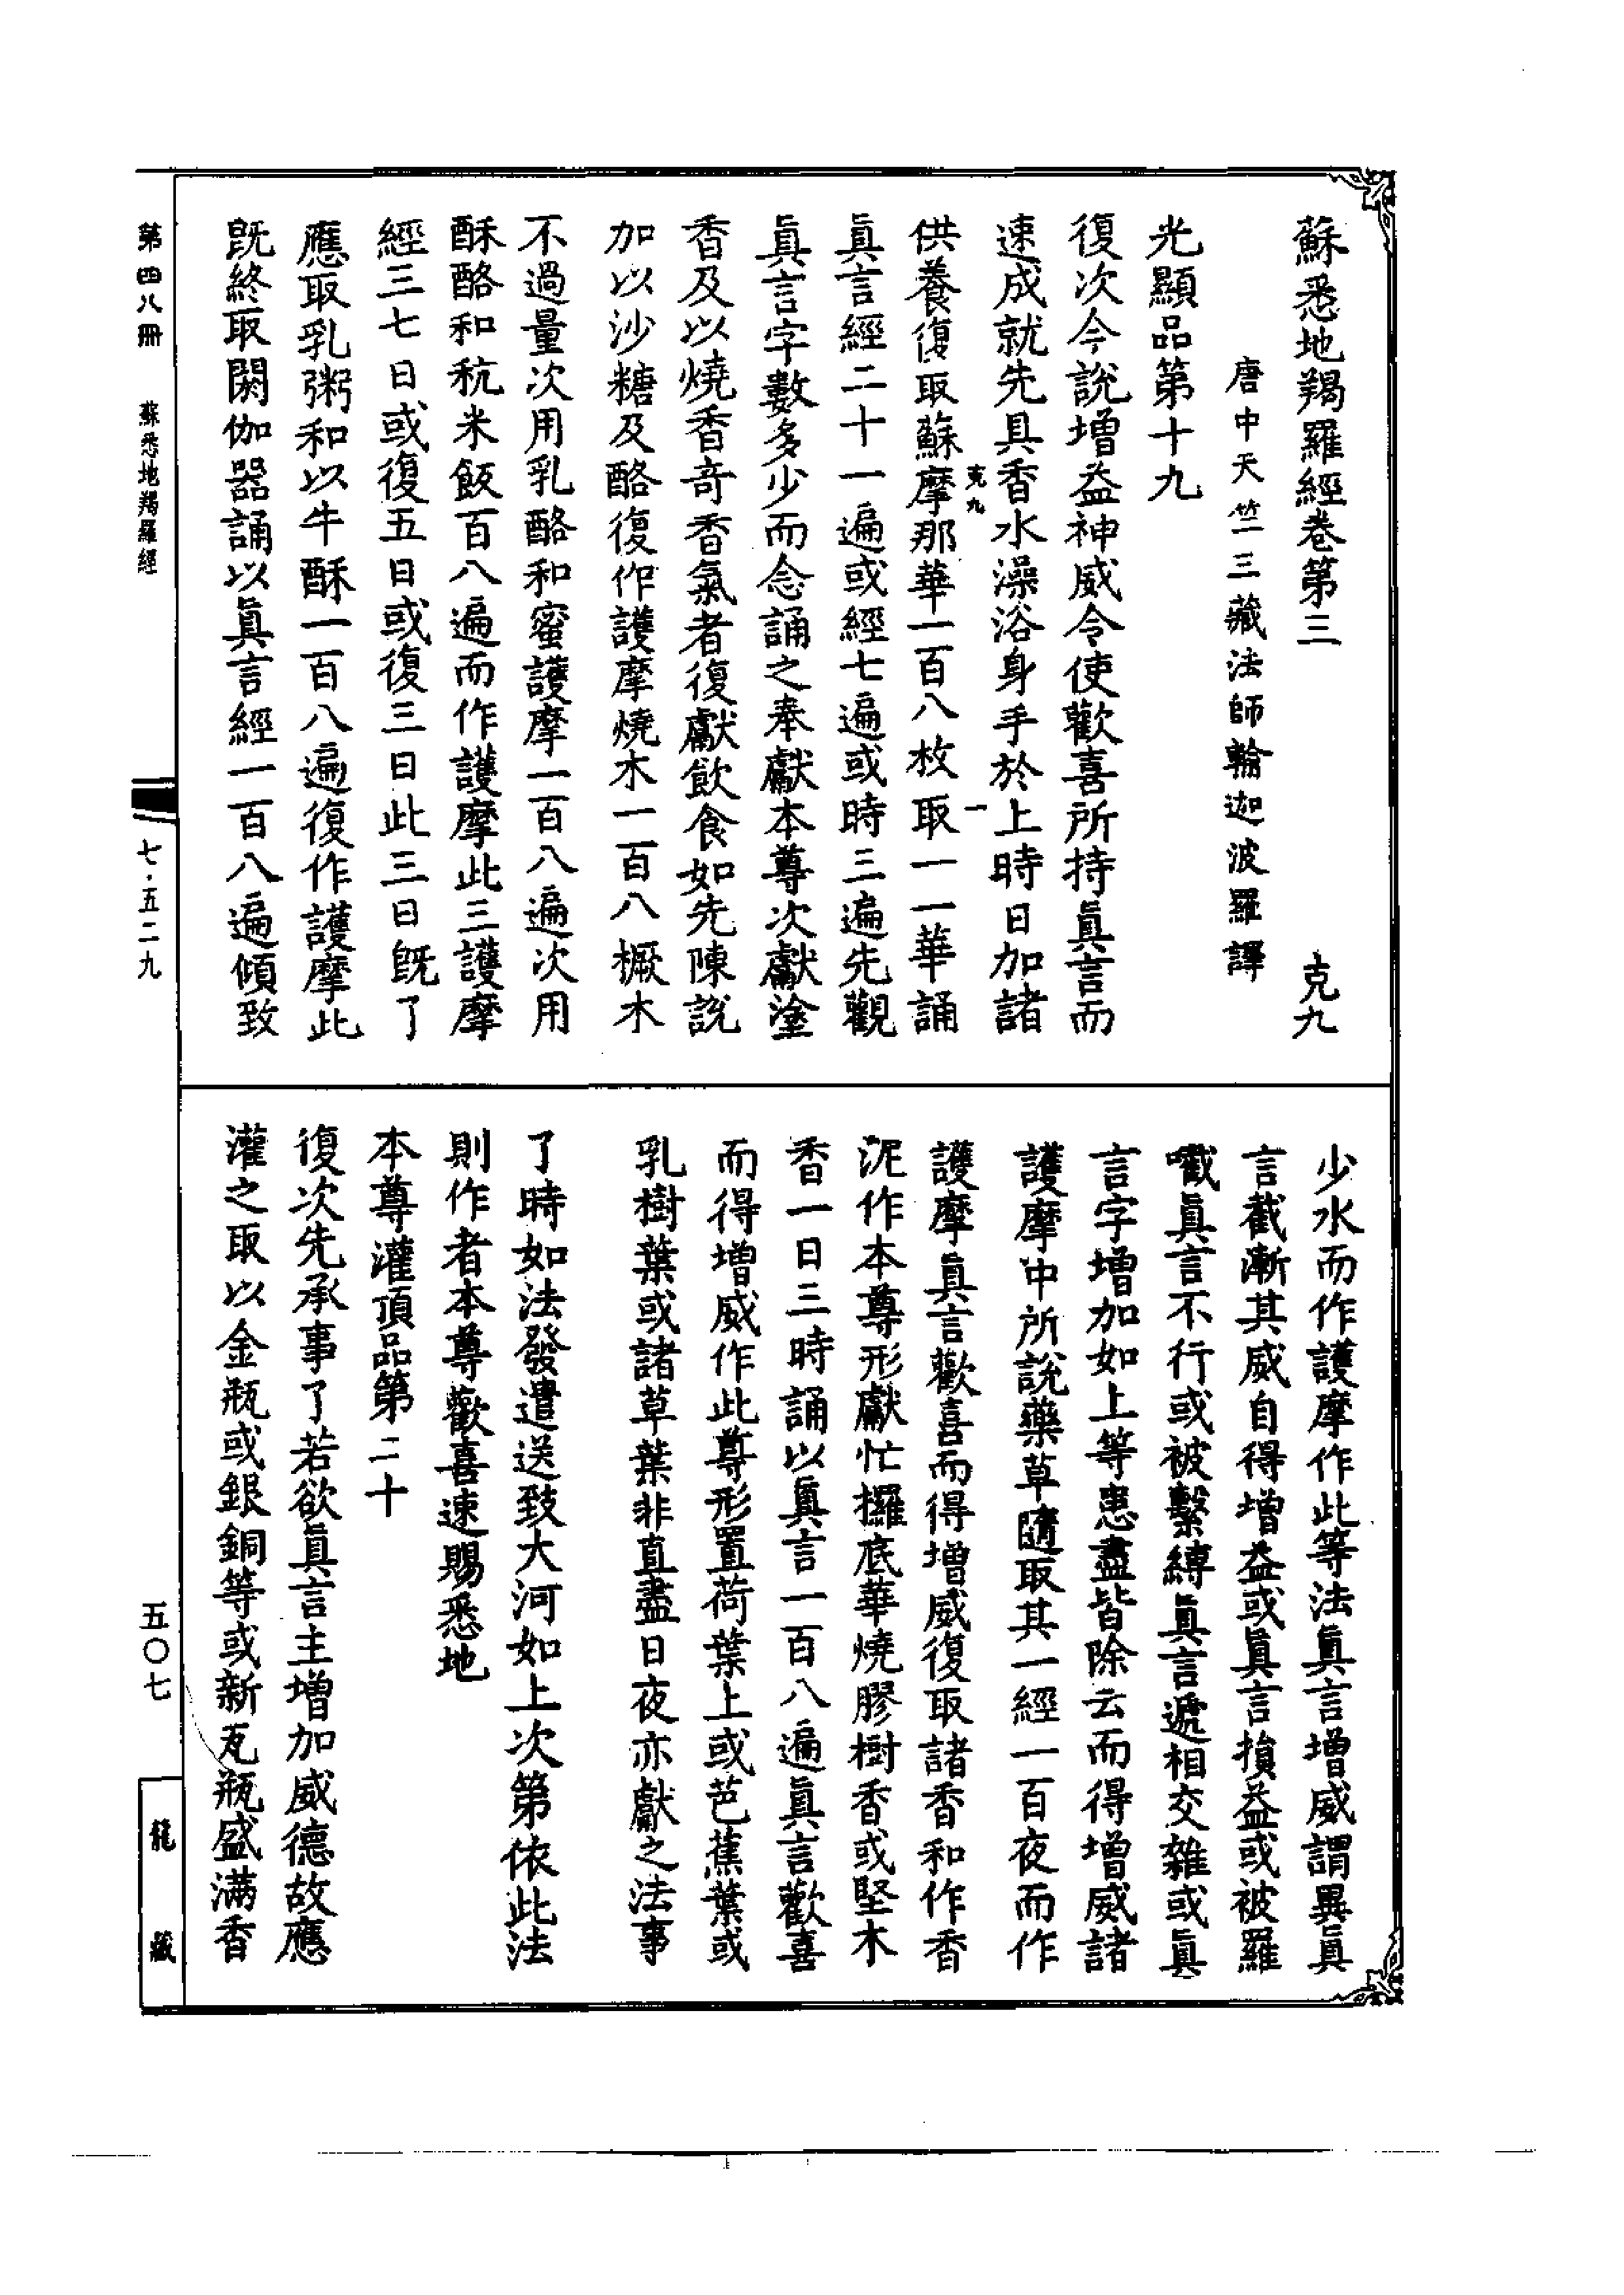 蘇悉地羯羅經卷第三　克九
唐中天竺三藏法師輸迦波羅譯
光顯品第十九
復次今說增益神威令使歡喜所持眞言而
速成就先具香水澡浴身手於上時日加諸
克九　一
供養復取蘇摩那華一百八枚取一一華誦
眞言經二十一遍或經七遍或時三遍先觀
眞言字數多少而念誦之奉獻本尊次獻塗
香及以燒香奇香香氣者復獻飲食如先陳說
加以沙糖及酪復作護摩燒木一百八橛木
不過量次用乳酪和蜜護摩一百八遍次用
酥酪和秔米飯百八遍而作護摩此三護摩
經三七日或復五日或復三日此三日旣了
應取乳粥和以牛酥一百八遍復作護摩此
旣終取閼伽器誦以眞言經一百八遍傾致
少水而作護摩作此等法眞言增威謂異眞
言截漸其威自得增益或眞言損益或被羅
囕眞言不行或被繫縛眞言遞相交雜或眞
言字增加如上等患盡皆除云而得增威諸
護摩中所說藥草隨取其一經一百夜而作
護摩眞言歡喜而得增威復取諸香和作香
泥作本尊形獻忙攞底華燒膠樹香或堅木
香一日三時誦以眞言一百八遍眞言歡喜
而得增威作此尊形置荷葉上或芭蕉葉或
乳樹葉或諸草葉非直盡日夜亦獻之法事
了時如法發遣送致大河如上次第依此法
則作者本尊歡喜速賜悉地
本尊灌頂品第二十
復次先承事了若欲眞言主增加威德故應
灌之取以金瓶或銀銅等或新瓦瓶盛滿香
第四八冊　蘇悉地羯羅經　七·五二九　五〇七　龍藏